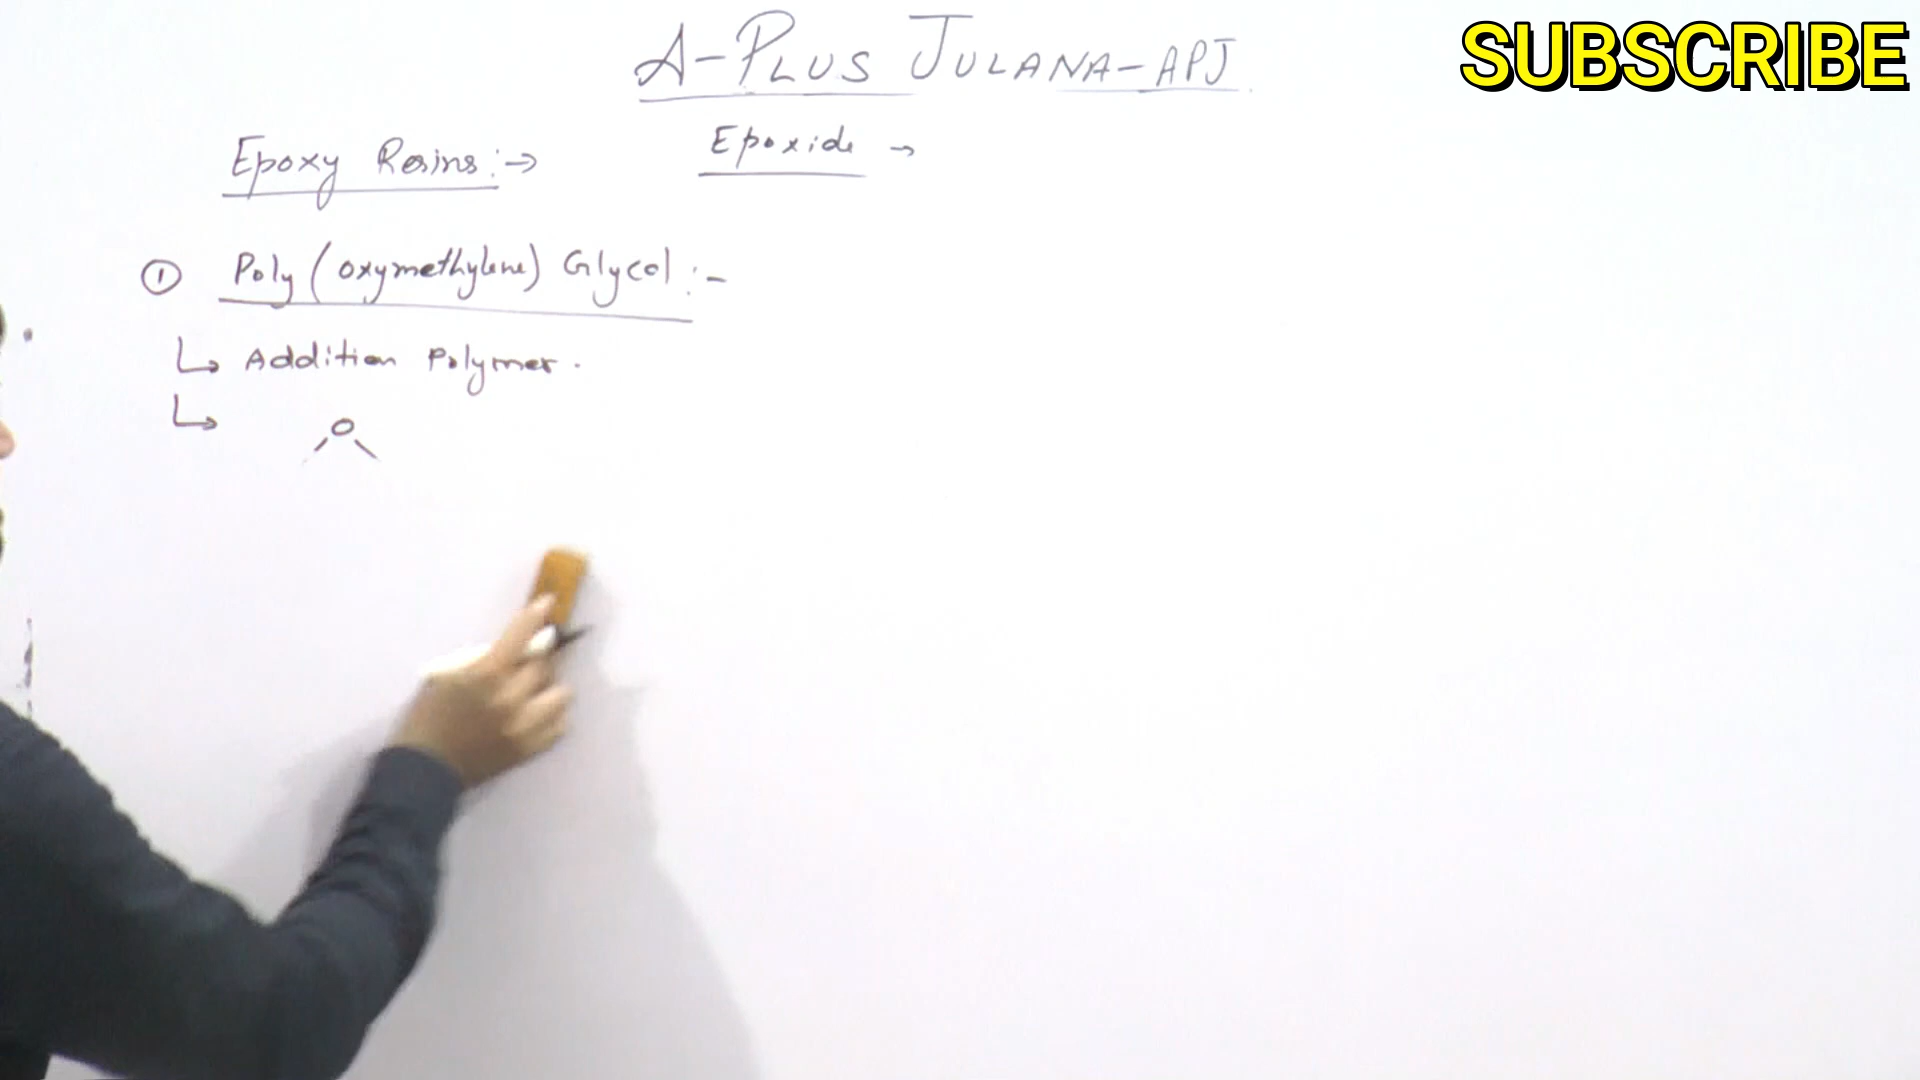 A-PLUS JULANA-APJ
SUBSCRIBE
Epoxy Resins :→
Epoxide →
① Poly (oxymethylene) Glycol :-
↳ Addition Polymer.
↳
O